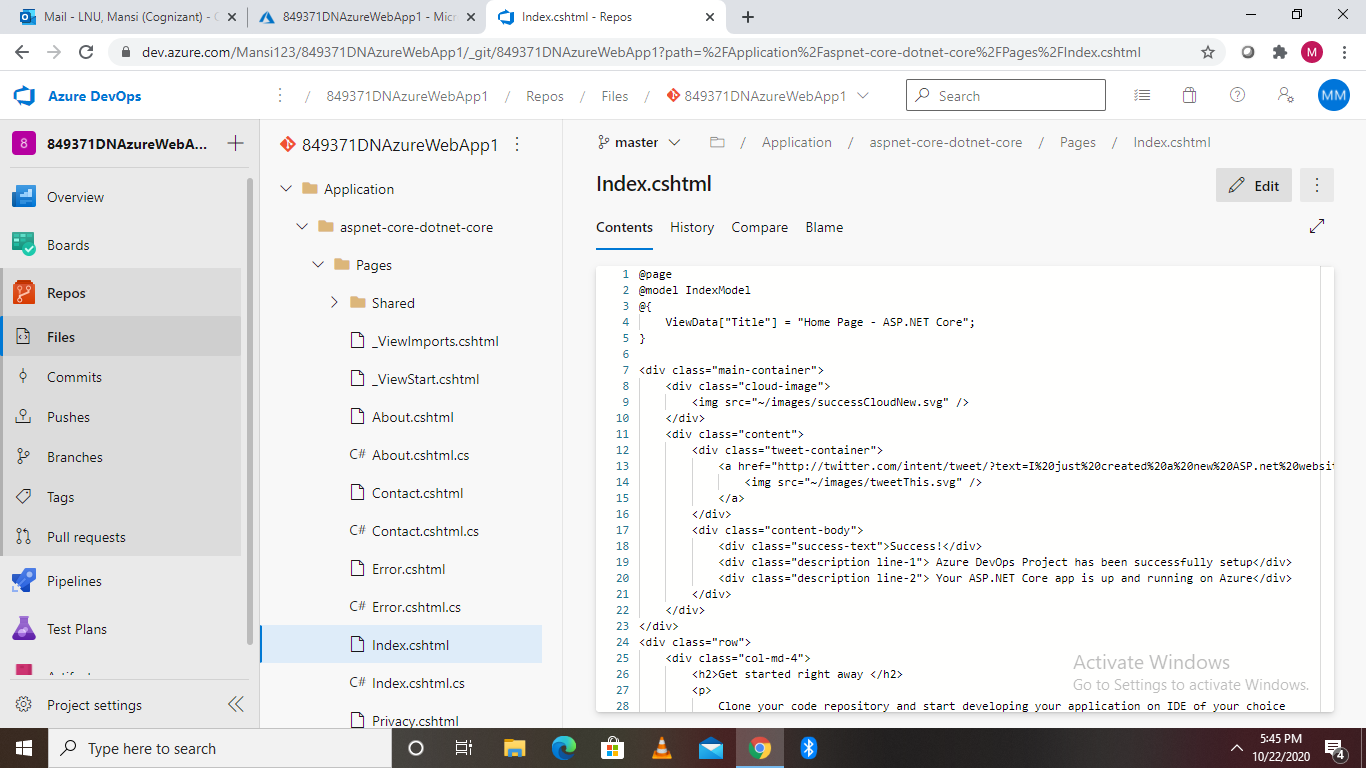 Mail - LNU, Mansi (Cognizant) -
849371DNAzureWebApp1 - Micr
Index.cshtml - Repos
dev.azure.com/Mansi123/849371DNAzureWebApp1/_git/849371DNAzureWebApp1?path=%2FApplication%2Faspnet-core-dotnet-core%2FPages%2FIndex.cshtml
M
Azure DevOps
/ 849371DNAzureWebApp1 / Repos / Files / 849371DNAzureWebApp1
Search
MM
8 849371DNAzureWebA...
Overview
Boards
Repos
Files
Commits
Pushes
Branches
Tags
Pull requests
Pipelines
Test Plans
Project settings
849371DNAzureWebApp1
Application
aspnet-core-dotnet-core
Pages
Shared
_ViewImports.cshtml
_ViewStart.cshtml
About.cshtml
C# About.cshtml.cs
Contact.cshtml
C# Contact.cshtml.cs
Error.cshtml
C# Error.cshtml.cs
Index.cshtml
C# Index.cshtml.cs
Privacy.cshtml
master / Application / aspnet-core-dotnet-core / Pages / Index.cshtml
Index.cshtml
Edit
Contents History Compare Blame
1 @page
2 @model IndexModel
3 @{
4 ViewData["Title"] = "Home Page - ASP.NET Core";
5 }
6
7 <div class="main-container">
8 <div class="cloud-image">
9 <img src="~/images/successCloudNew.svg" />
10 </div>
11 <div class="content">
12 <div class="tweet-container">
13 <a href="http://twitter.com/intent/tweet/?text=I%20just%20created%20a%20new%20ASP.net%20websi
14 <img src="~/images/tweetThis.svg" />
15 </a>
16 </div>
17 <div class="content-body">
18 <div class="success-text">Success!</div>
19 <div class="description line-1"> Azure DevOps Project has been successfully setup</div>
20 <div class="description line-2"> Your ASP.NET Core app is up and running on Azure</div>
21 </div>
22 </div>
23 </div>
24 <div class="row">
25 <div class="col-md-4">
26 <h2>Get started right away </h2>
27 <p>
28 Clone your code repository and start developing your application on IDE of your choice
Activate Windows
Go to Settings to activate Windows.
Type here to search
5:45 PM
10/22/2020
4